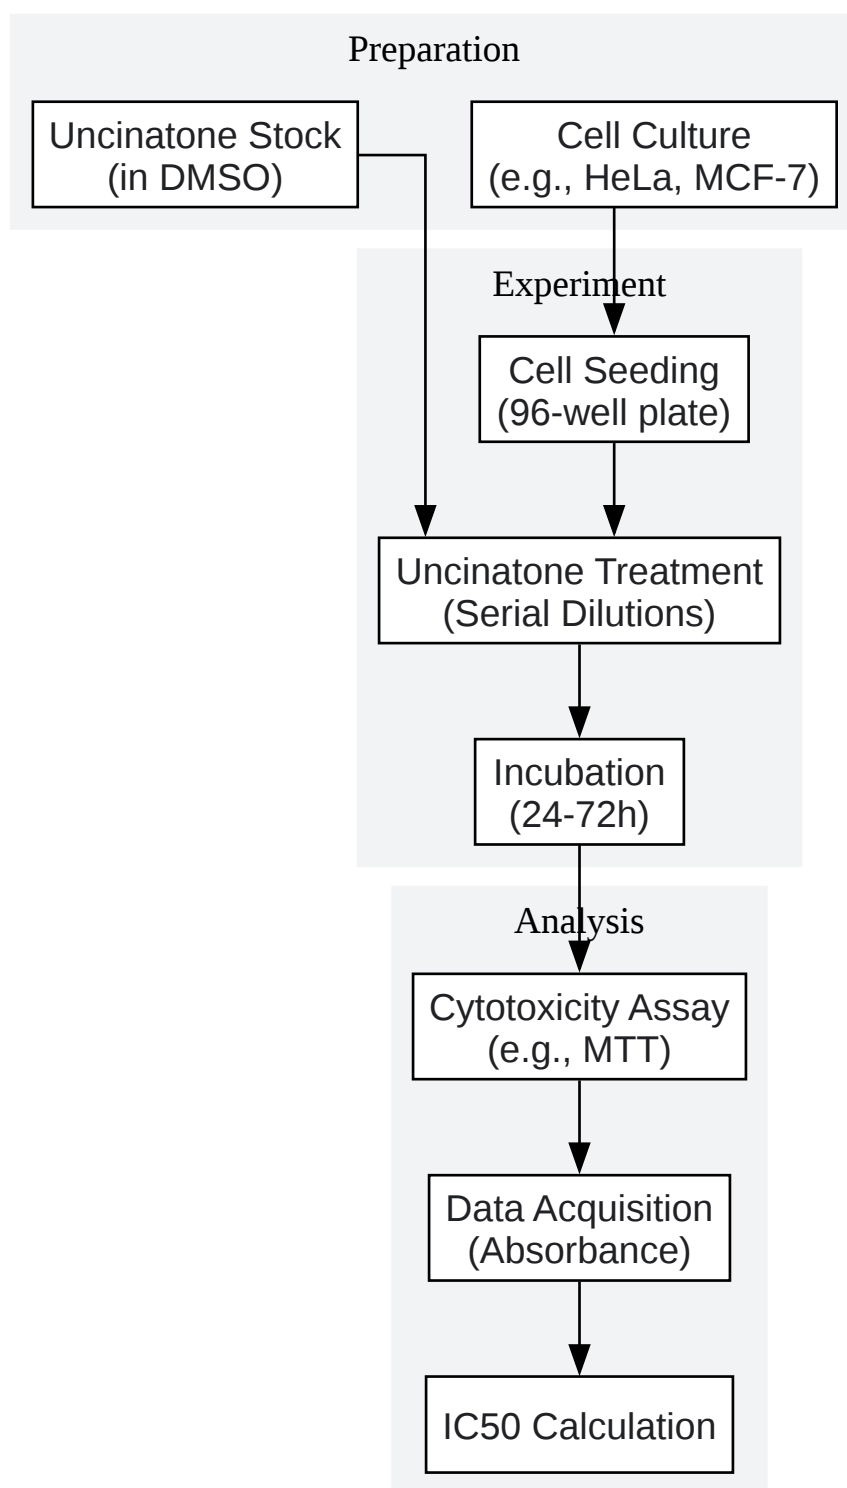 Preparation
Uncinatone Stock
(in DMSO)
Cell Culture
(e.g., HeLa, MCF-7)
Experiment
Cell Seeding
(96-well plate)
Uncinatone Treatment
(Serial Dilutions)
Incubation
(24-72h)
Analysis
Cytotoxicity Assay
(e.g., MTT)
Data Acquisition
(Absorbance)
IC50 Calculation